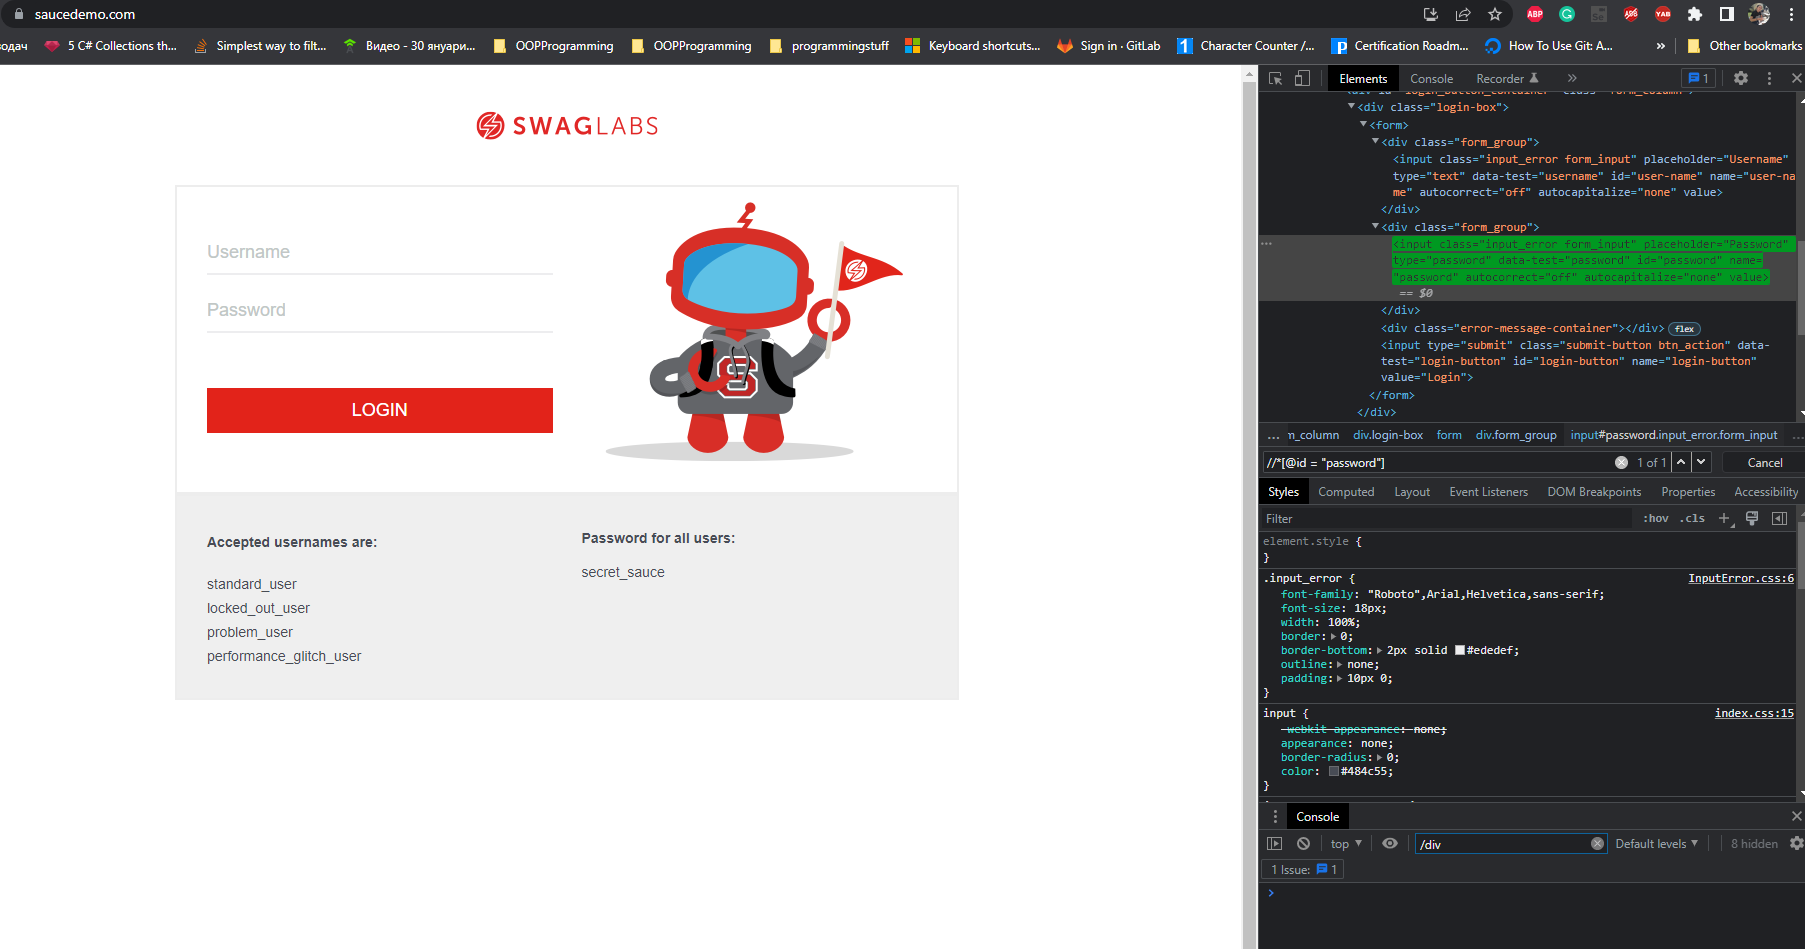 saucedemo.com
водач
5 C# Collections th...
Simplest way to filt...
Видео - 30 януари...
OOPProgramming
OOPProgramming
programmingstuff
Keyboard shortcuts...
Sign in · GitLab
Character Counter /...
Certification Roadm...
How To Use Git: A...
»
Other bookmarks
SWAGLABS
Username
Password
LOGIN
Accepted usernames are:
standard_user
locked_out_user
problem_user
performance_glitch_user
Password for all users:
secret_sauce
Elements
Console
Recorder
»
1
<div id="login_button_container" class="form_column">
<div class="login-box">
<form>
<div class="form_group">
<input class="input_error form_input" placeholder="Username"
type="text" data-test="username" id="user-name" name="user-na
me" autocorrect="off" autocapitalize="none" value>
</div>
<div class="form_group">
<input class="input_error form_input" placeholder="Password"
type="password" data-test="password" id="password" name=
"password" autocorrect="off" autocapitalize="none" value>
== $0
</div>
<div class="error-message-container"></div> flex
<input type="submit" class="submit-button btn_action" data-
test="login-button" id="login-button" name="login-button"
value="Login">
</form>
</div>
... m_column div.login-box form div.form_group input#password.input_error.form_input ...
//*[@id = "password"]
1 of 1
Cancel
Styles
Computed
Layout
Event Listeners
DOM Breakpoints
Properties
Accessibility
Filter
:hov .cls
element.style {
}
.input_error {
InputError.css:6
font-family: "Roboto",Arial,Helvetica,sans-serif;
font-size: 18px;
width: 100%;
border: 0;
border-bottom: 2px solid #ededef;
outline: none;
padding: 10px 0;
}
input {
index.css:15
-webkit-appearance: none;
appearance: none;
border-radius: 0;
color: #484c55;
}
Console
top
/div
Default levels
8 hidden
1 Issue: 1